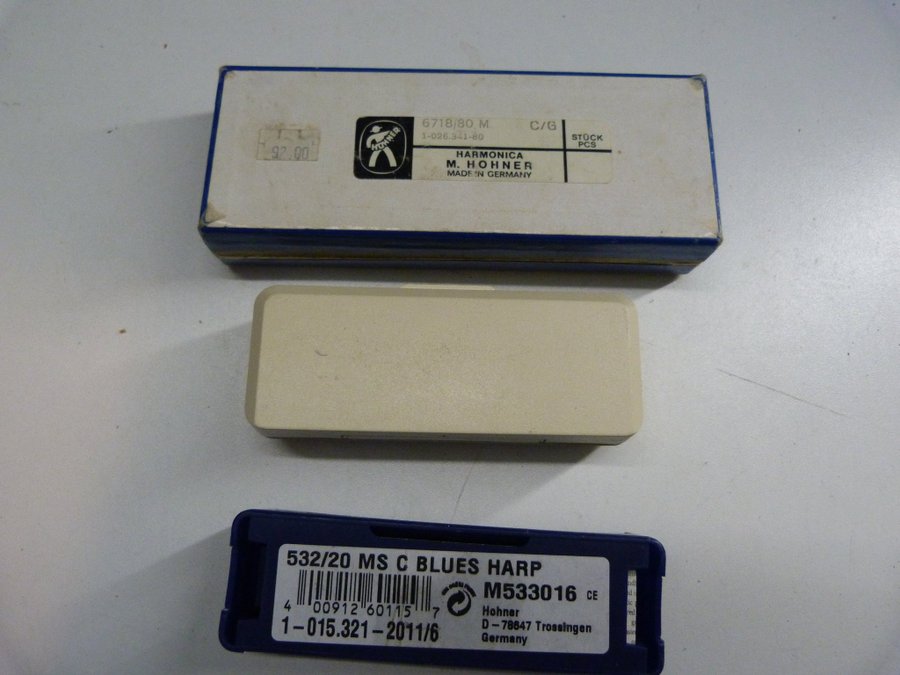 92.00
HOHNER
6718/80 M C/G
1-026.341-80
STÜCK
PCS
HARMONICA
M. HOHNER
MADE IN GERMANY
532/20 MS C BLUES HARP
4 00912 60115 7
M533016 CE
Hohner
D-78647 Trossingen
Germany
1-015.321-2011/6